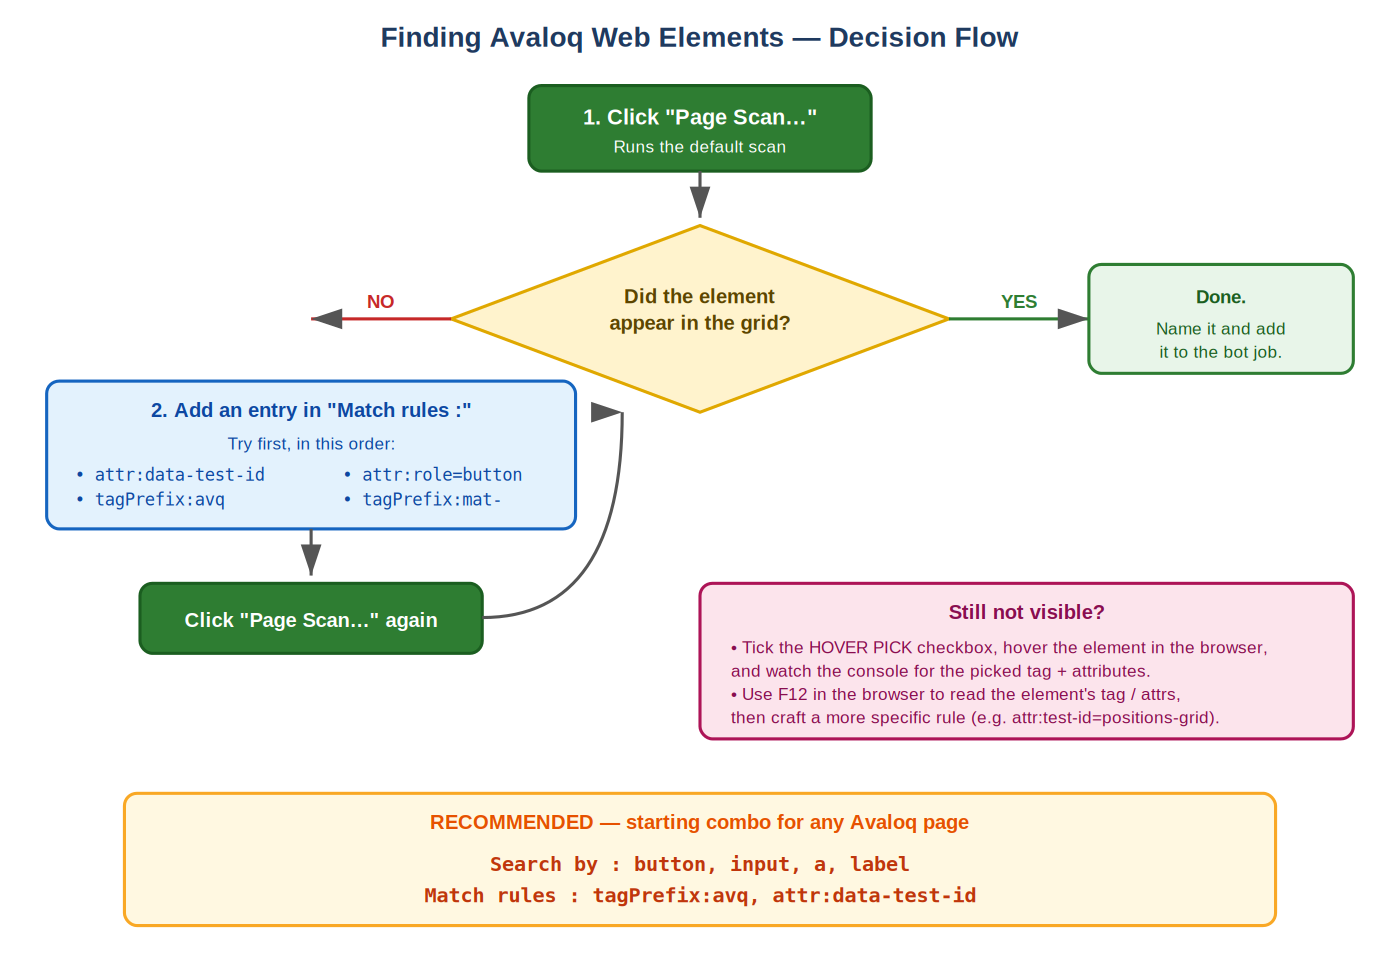 Finding Avaloq Web Elements — Decision Flow
1. Click "Page Scan…"
Runs the default scan
Did the element
appear in the grid?
NO
YES
Done.
Name it and add
it to the bot job.
2. Add an entry in "Match rules :"
Try first, in this order:
• attr:data-test-id
• attr:role=button
• tagPrefix:avq
• tagPrefix:mat-
Click "Page Scan…" again
Still not visible?
• Tick the HOVER PICK checkbox, hover the element in the browser,
and watch the console for the picked tag + attributes.
• Use F12 in the browser to read the element's tag / attrs,
then craft a more specific rule (e.g. attr:test-id=positions-grid).
RECOMMENDED — starting combo for any Avaloq page
Search by : button, input, a, label
Match rules : tagPrefix:avq, attr:data-test-id